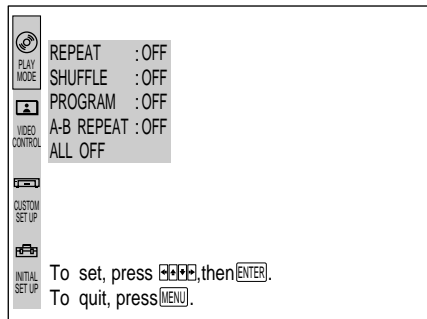 PLAY
MODE
REPEAT : OFF
SHUFFLE : OFF
PROGRAM : OFF
A-B REPEAT : OFF
ALL OFF
VIDEO
CONTROL
CUSTOM
SET UP
INITIAL
SET UP
To set, press ←↑↓→, then ENTER.
To quit, press MENU.